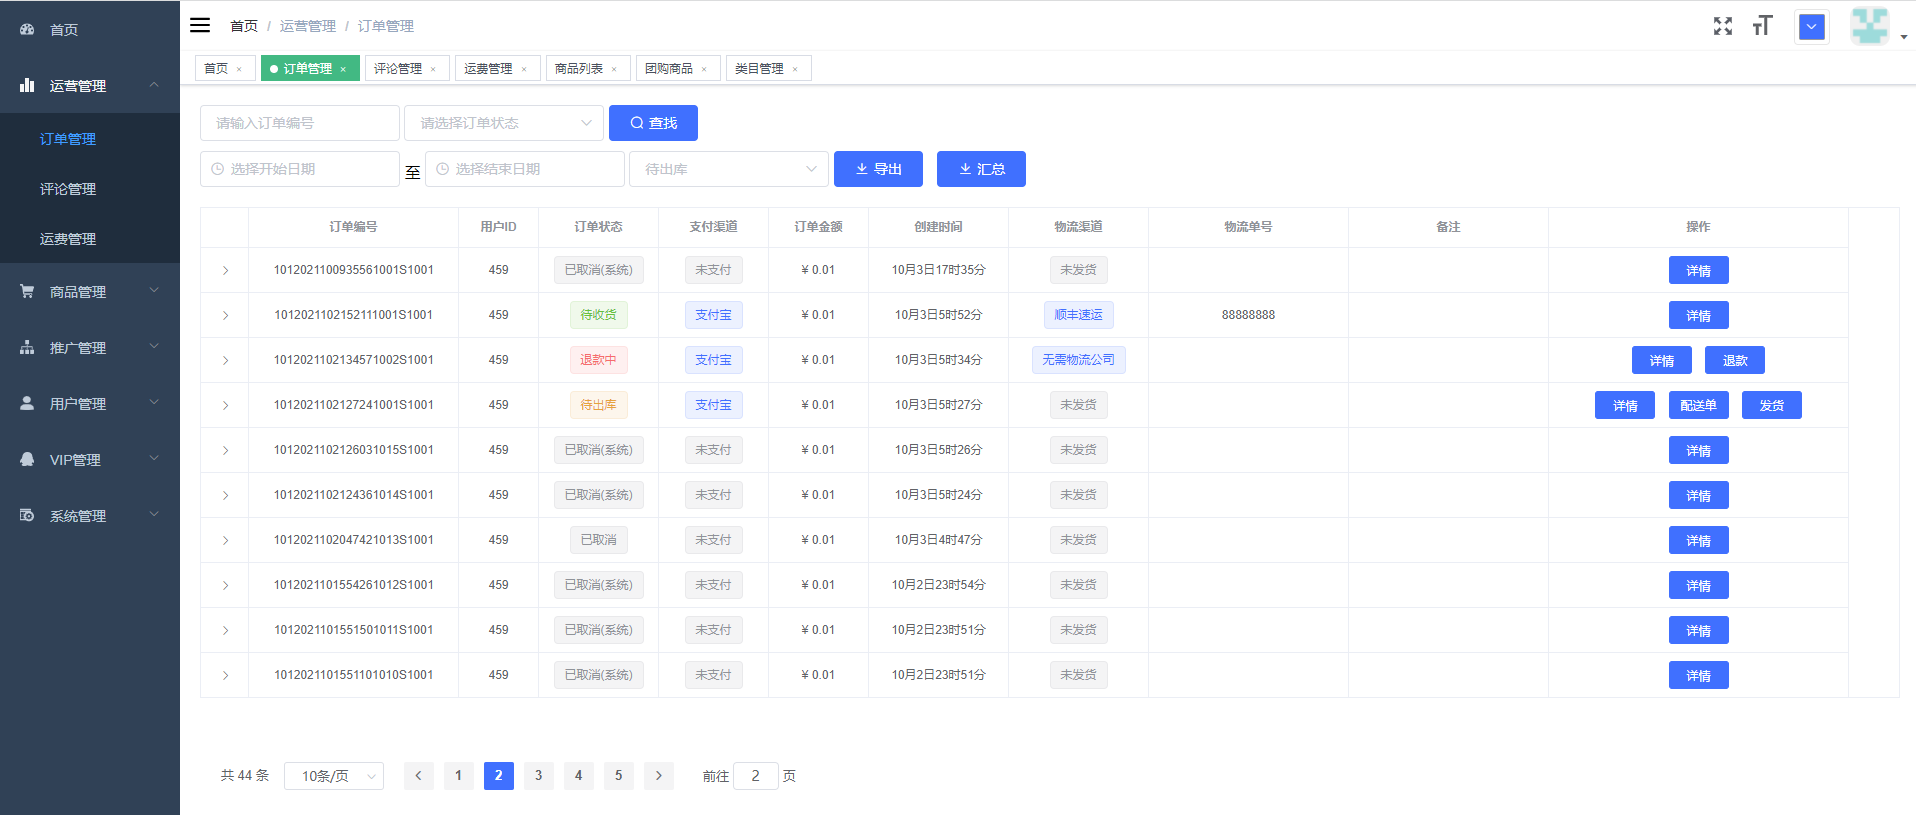 首页
运营管理
订单管理
评论管理
运费管理
商品管理
推广管理
用户管理
VIP管理
系统管理
首页 / 运营管理 / 订单管理
首页 × 订单管理 × 评论管理 × 运费管理 × 商品列表 × 团购商品 × 类目管理 ×
请输入订单编号 请选择订单状态 查找
选择开始日期 至 选择结束日期 待出库 导出 汇总
订单编号 用户ID 订单状态 支付渠道 订单金额 创建时间 物流渠道 物流单号 备注 操作
1012021100935561001S1001 459 已取消(系统) 未支付 ¥ 0.01 10月3日17时35分 未发货 详情
1012021102152111001S1001 459 待收货 支付宝 ¥ 0.01 10月3日5时52分 顺丰速运 88888888 详情
1012021102134571002S1001 459 退款中 支付宝 ¥ 0.01 10月3日5时34分 无需物流公司 详情 退款
1012021102127241001S1001 459 待出库 支付宝 ¥ 0.01 10月3日5时27分 未发货 详情 配送单 发货
1012021102126031015S1001 459 已取消(系统) 未支付 ¥ 0.01 10月3日5时26分 未发货 详情
1012021102124361014S1001 459 已取消(系统) 未支付 ¥ 0.01 10月3日5时24分 未发货 详情
1012021102047421013S1001 459 已取消 未支付 ¥ 0.01 10月3日4时47分 未发货 详情
1012021101554261012S1001 459 已取消(系统) 未支付 ¥ 0.01 10月2日23时54分 未发货 详情
1012021101551501011S1001 459 已取消(系统) 未支付 ¥ 0.01 10月2日23时51分 未发货 详情
1012021101551101010S1001 459 已取消(系统) 未支付 ¥ 0.01 10月2日23时51分 未发货 详情
共 44 条 10条/页 1 2 3 4 5 前往 2 页